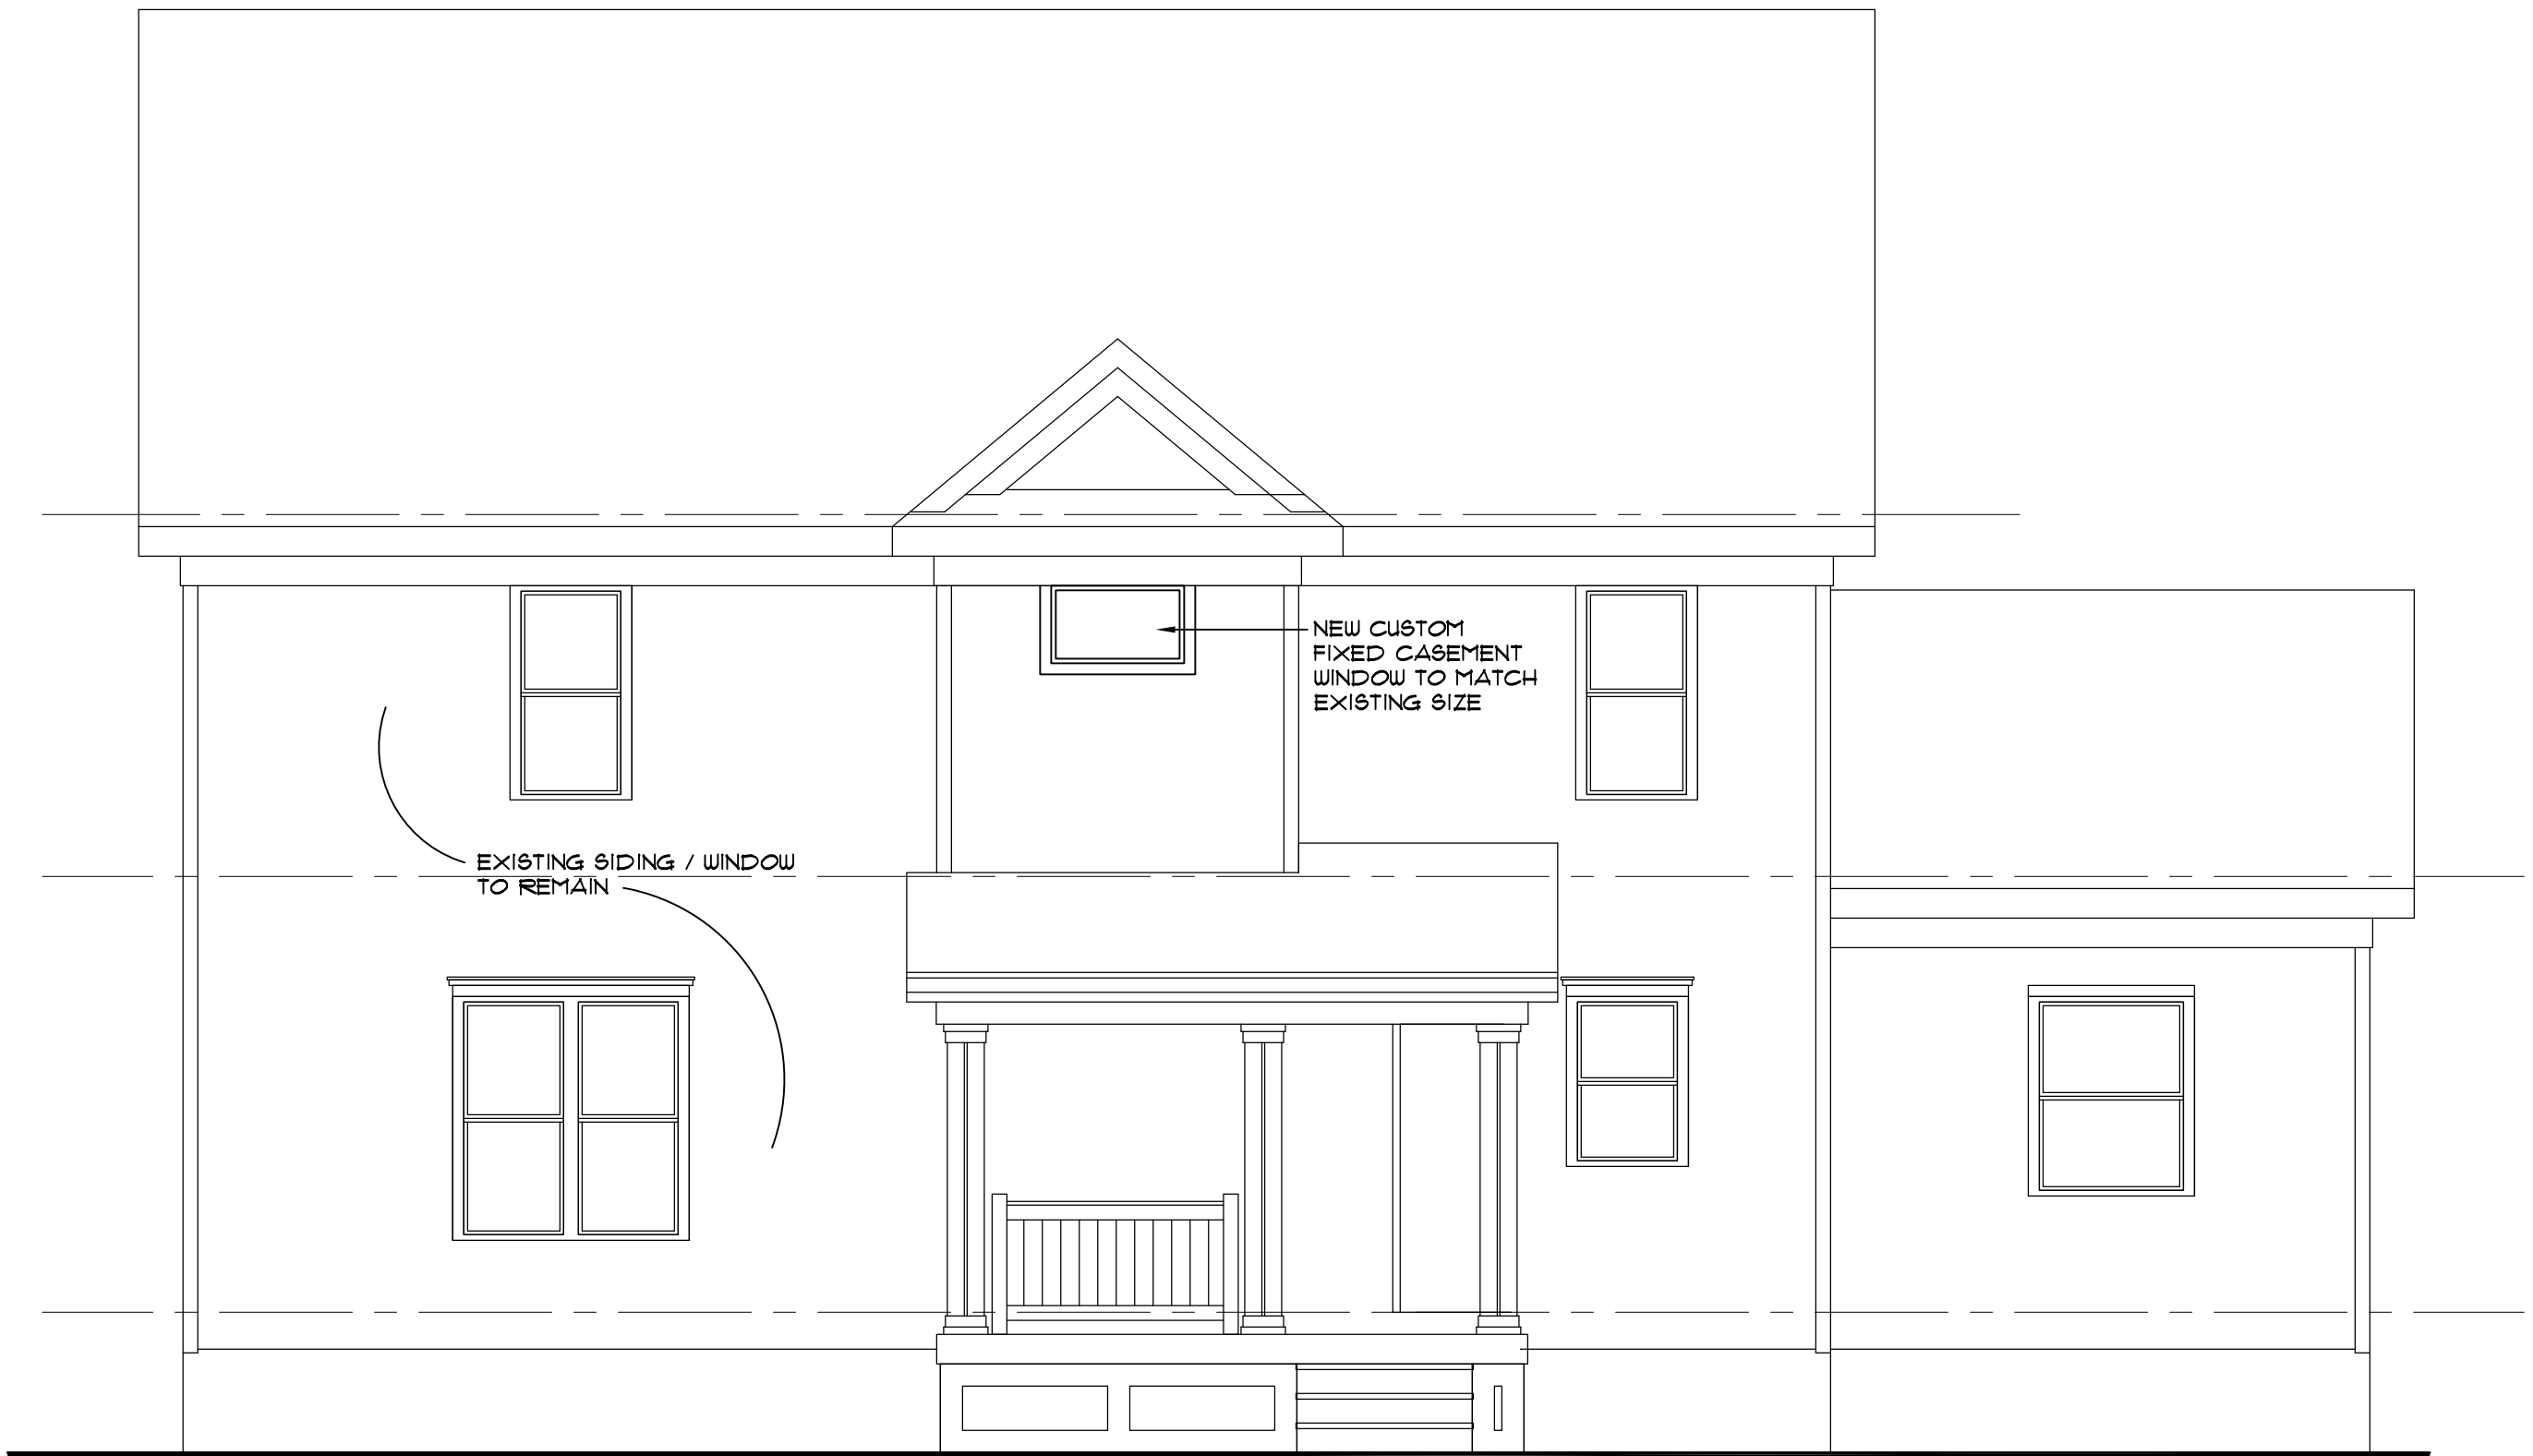 NEW CUSTOM
FIXED CASEMENT
WINDOW TO MATCH
EXISTING SIZE
EXISTING SIDING / WINDOW
TO REMAIN